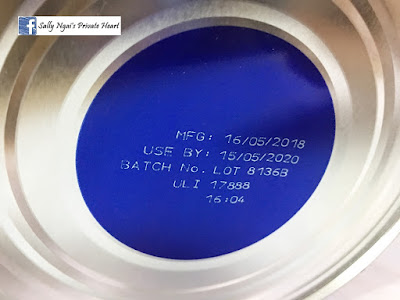 Sally Ngai's Private Heart
MFG: 16/05/2018
USE BY: 15/05/2020
BATCH No. LOT 8136B
ULI 17888
16:04